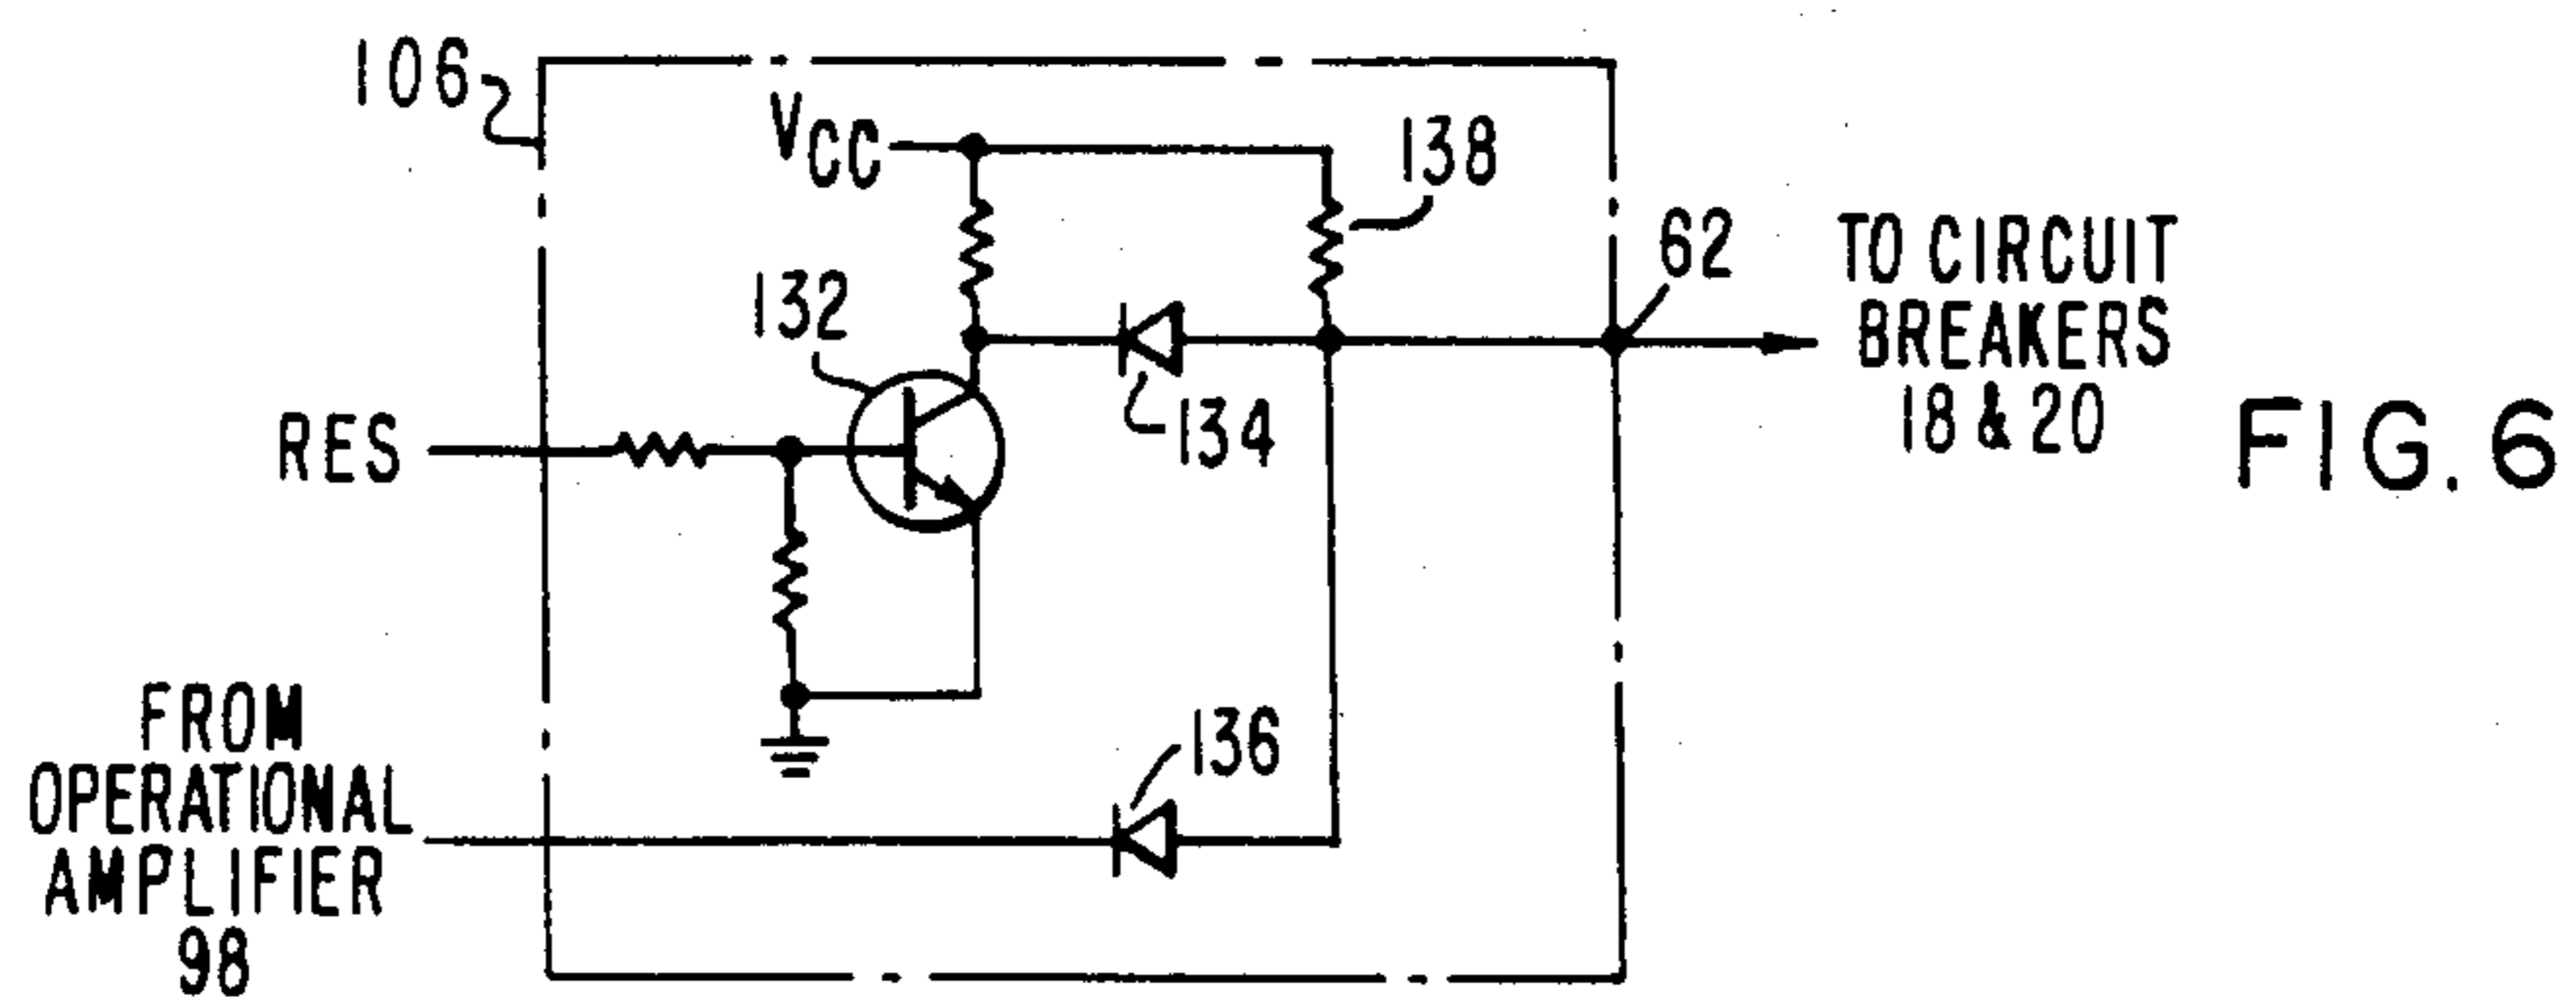 106
VCC
138
62
TO CIRCUIT
BREAKERS
18 & 20
132
134
RES
FIG. 6
136
FROM
OPERATIONAL
AMPLIFIER
98